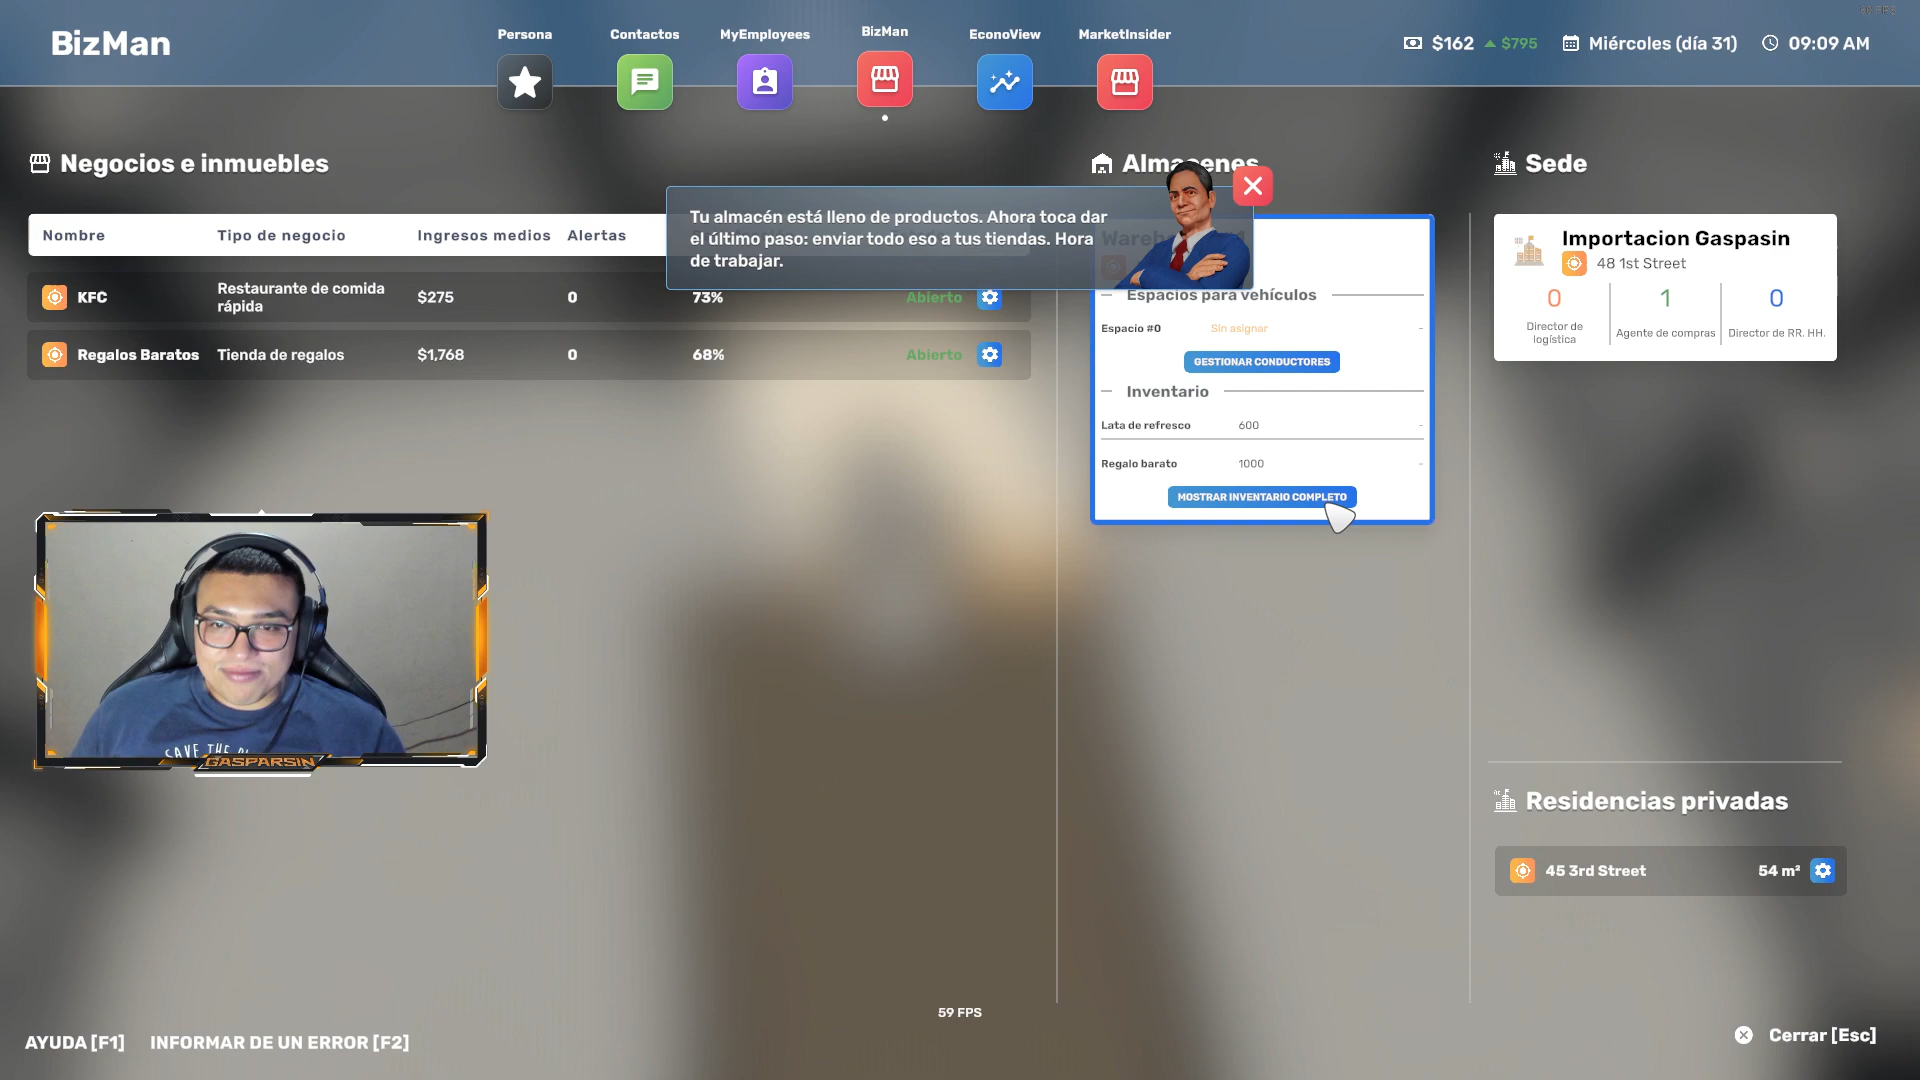 BizMan
Persona
Contactos
MyEmployees
BizMan
EconoView
MarketInsider
$162
$795
Miércoles (día 31)
09:09 AM
Negocios e inmuebles
Almacenes
Sede
Tu almacén está lleno de productos. Ahora toca dar
el último paso: enviar todo eso a tus tiendas. Hora
de trabajar.
Nombre
Tipo de negocio
Ingresos medios
Alertas
KFC
Restaurante de comida
rápida
$275
0
73%
Abierto
Regalos Baratos
Tienda de regalos
$1,768
0
68%
Abierto
Espacios para vehículos
Espacio #0
Sin asignar
-
GESTIONAR CONDUCTORES
Inventario
Lata de refresco
600
-
Regalo barato
1000
-
MOSTRAR INVENTARIO COMPLETO
Importacion Gaspasin
48 1st Street
0
1
0
Director de
logística
Agente de compras
Director de RR. HH.
SAVE THE
GASPARSIN
Residencias privadas
45 3rd Street
54 m²
59 FPS
AYUDA [F1]
INFORMAR DE UN ERROR [F2]
Cerrar [Esc]